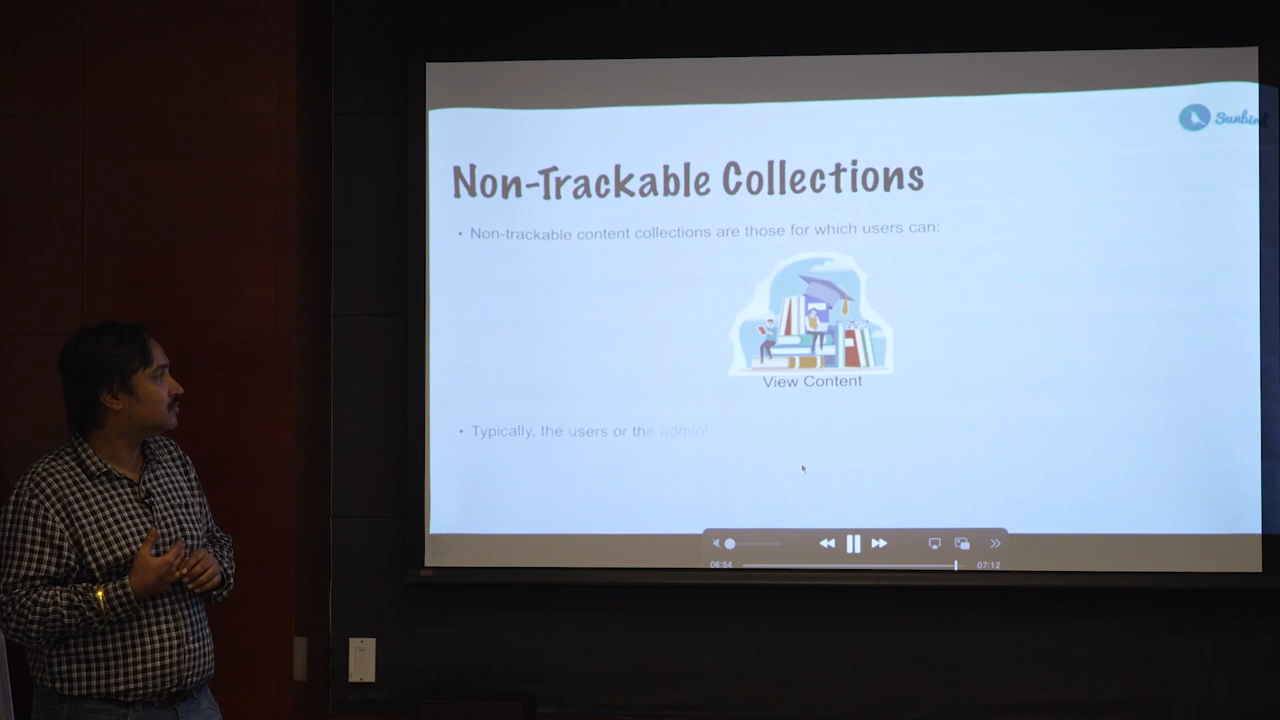 Sunbird
Non-Trackable Collections
• Non-trackable content collections are those for which users can:
View Content
• Typically, the users or the admini
06:54
07:12